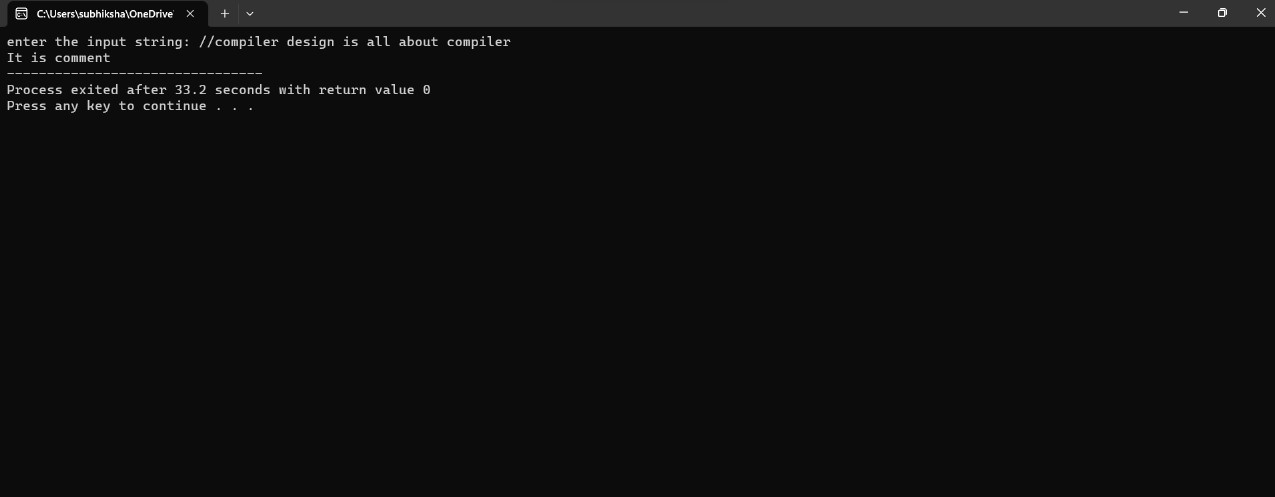 C:\Users\subhiksha\OneDrive
enter the input string: //compiler design is all about compiler
It is comment
--------------------------------
Process exited after 33.2 seconds with return value 0
Press any key to continue . . .